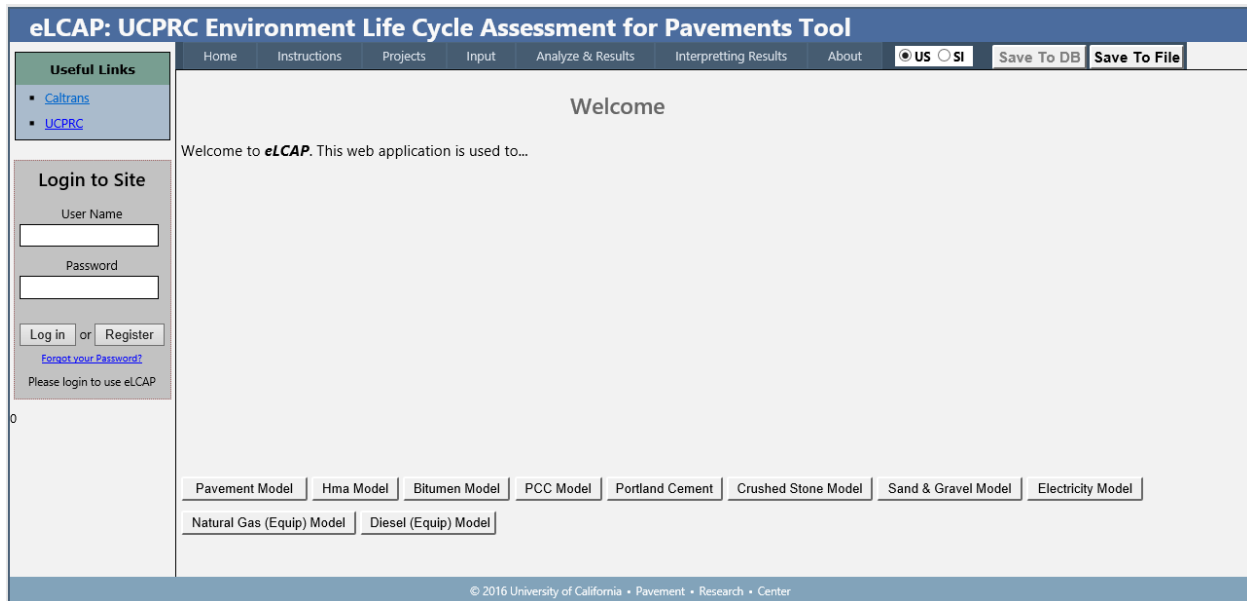 eLCAP: UCPRC Environment Life Cycle Assessment for Pavements Tool
Home Instructions Projects Input Analyze & Results Interpretting Results About US SI Save To DB Save To File
Useful Links
Caltrans
UCPRC
Login to Site
User Name
Password
Log in or Register
Forgot your Password?
Please login to use eLCAP
0
Welcome
Welcome to eLCAP. This web application is used to...
Pavement Model Hma Model Bitumen Model PCC Model Portland Cement Crushed Stone Model Sand & Gravel Model Electricity Model
Natural Gas (Equip) Model Diesel (Equip) Model
© 2016 University of California • Pavement • Research • Center